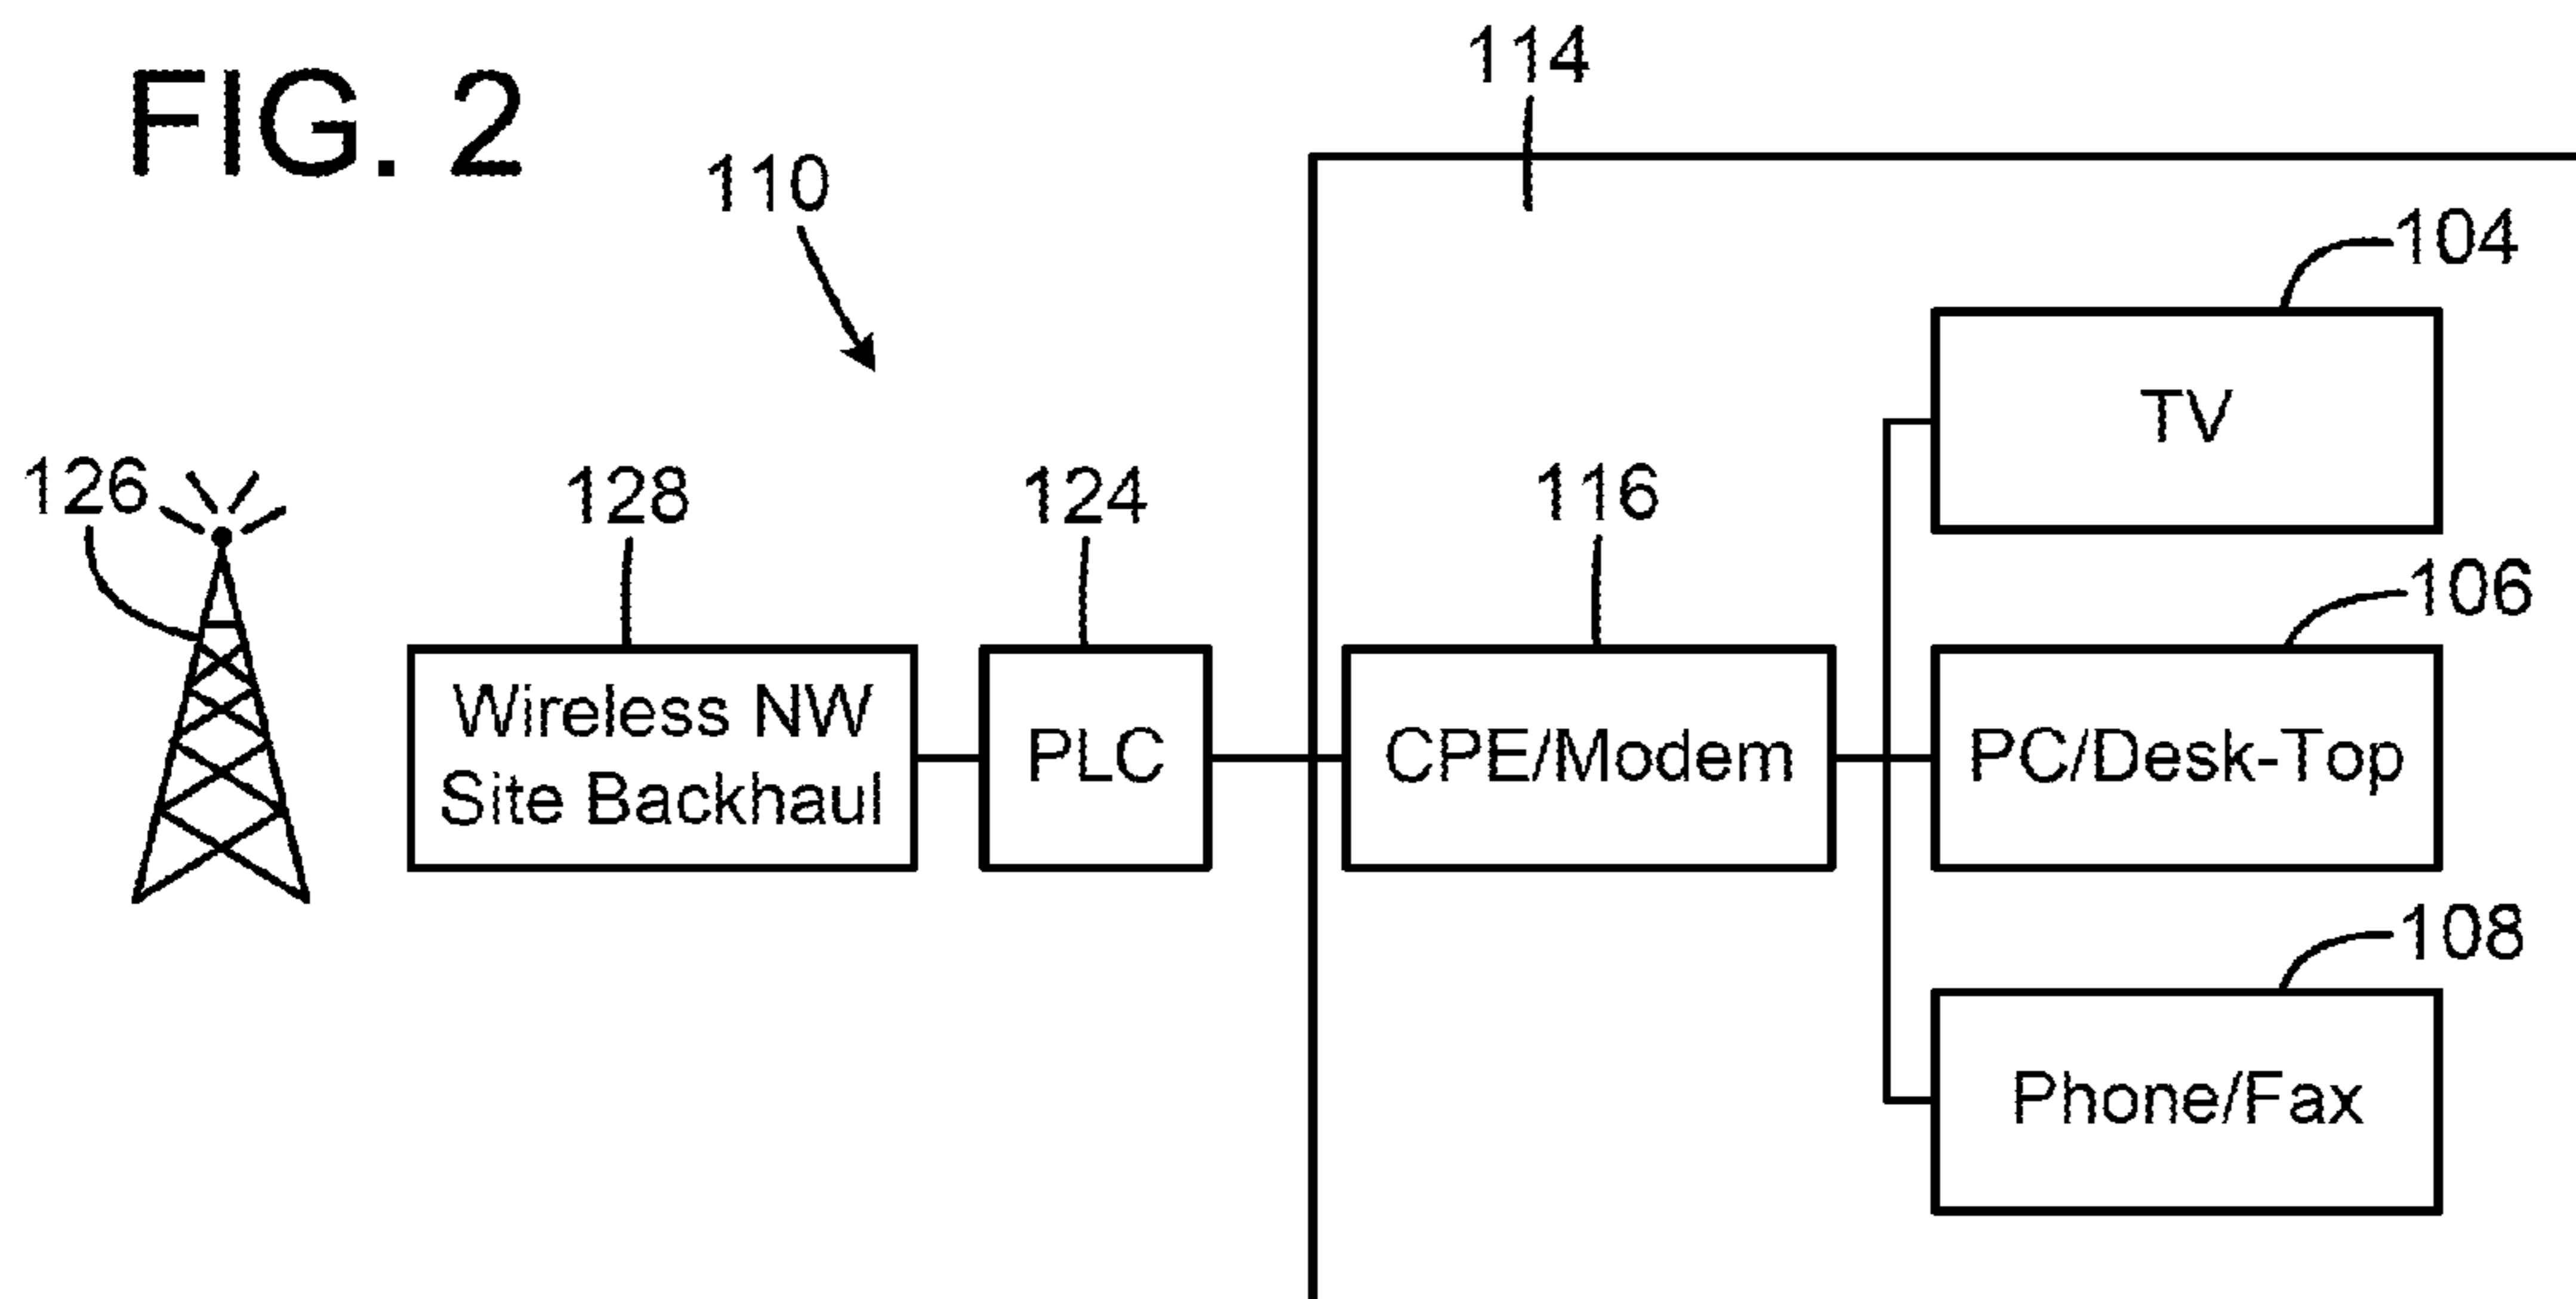 FIG. 2
114
110
104
TV
126
128
124
116
106
Wireless NW
Site Backhaul
PLC
CPE/Modem
PC/Desk-Top
108
Phone/Fax